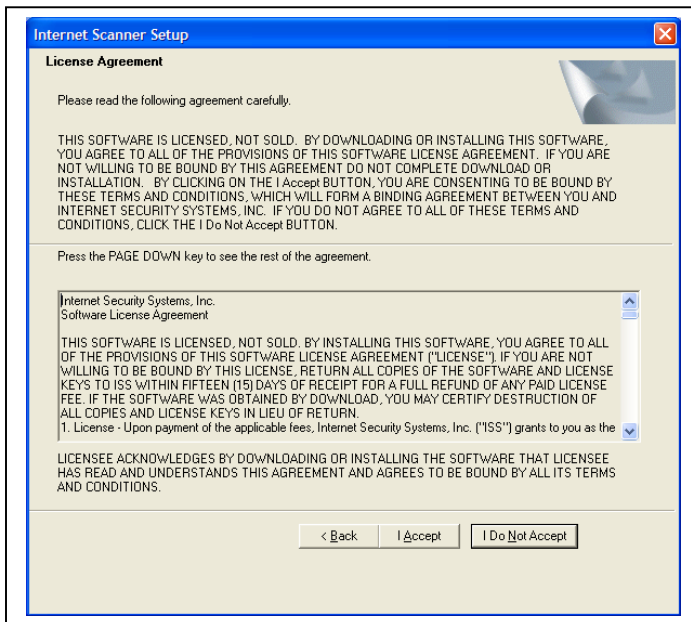 Internet Scanner Setup
License Agreement
Please read the following agreement carefully.
THIS SOFTWARE IS LICENSED, NOT SOLD.  BY DOWNLOADING OR INSTALLING THIS SOFTWARE,
YOU AGREE TO ALL OF THE PROVISIONS OF THIS SOFTWARE LICENSE AGREEMENT.  IF YOU ARE
NOT WILLING TO BE BOUND BY THIS AGREEMENT DO NOT COMPLETE DOWNLOAD OR
INSTALLATION.   BY CLICKING ON THE I Accept BUTTON, YOU ARE CONSENTING TO BE BOUND BY
THESE TERMS AND CONDITIONS, WHICH WILL FORM A BINDING AGREEMENT BETWEEN YOU AND
INTERNET SECURITY SYSTEMS, INC.  IF YOU DO NOT AGREE TO ALL OF THESE TERMS AND
CONDITIONS, CLICK THE I Do Not Accept BUTTON.
Press the PAGE DOWN key to see the rest of the agreement.
Internet Security Systems, Inc.
Software License Agreement
THIS SOFTWARE IS LICENSED, NOT SOLD. BY INSTALLING THIS SOFTWARE, YOU AGREE TO ALL
OF THE PROVISIONS OF THIS SOFTWARE LICENSE AGREEMENT ("LICENSE"). IF YOU ARE NOT
WILLING TO BE BOUND BY THIS LICENSE, RETURN ALL COPIES OF THE SOFTWARE AND LICENSE
KEYS TO ISS WITHIN FIFTEEN (15) DAYS OF RECEIPT FOR A FULL REFUND OF ANY PAID LICENSE
FEE. IF THE SOFTWARE WAS OBTAINED BY DOWNLOAD, YOU MAY CERTIFY DESTRUCTION OF
ALL COPIES AND LICENSE KEYS IN LIEU OF RETURN.
1. License - Upon payment of the applicable fees, Internet Security Systems, Inc. ("ISS") grants to you as the
LICENSEE ACKNOWLEDGES BY DOWNLOADING OR INSTALLING THE SOFTWARE THAT LICENSEE
HAS READ AND UNDERSTANDS THIS AGREEMENT AND AGREES TO BE BOUND BY ALL ITS TERMS
AND CONDITIONS.
< Back  I Accept  I Do Not Accept